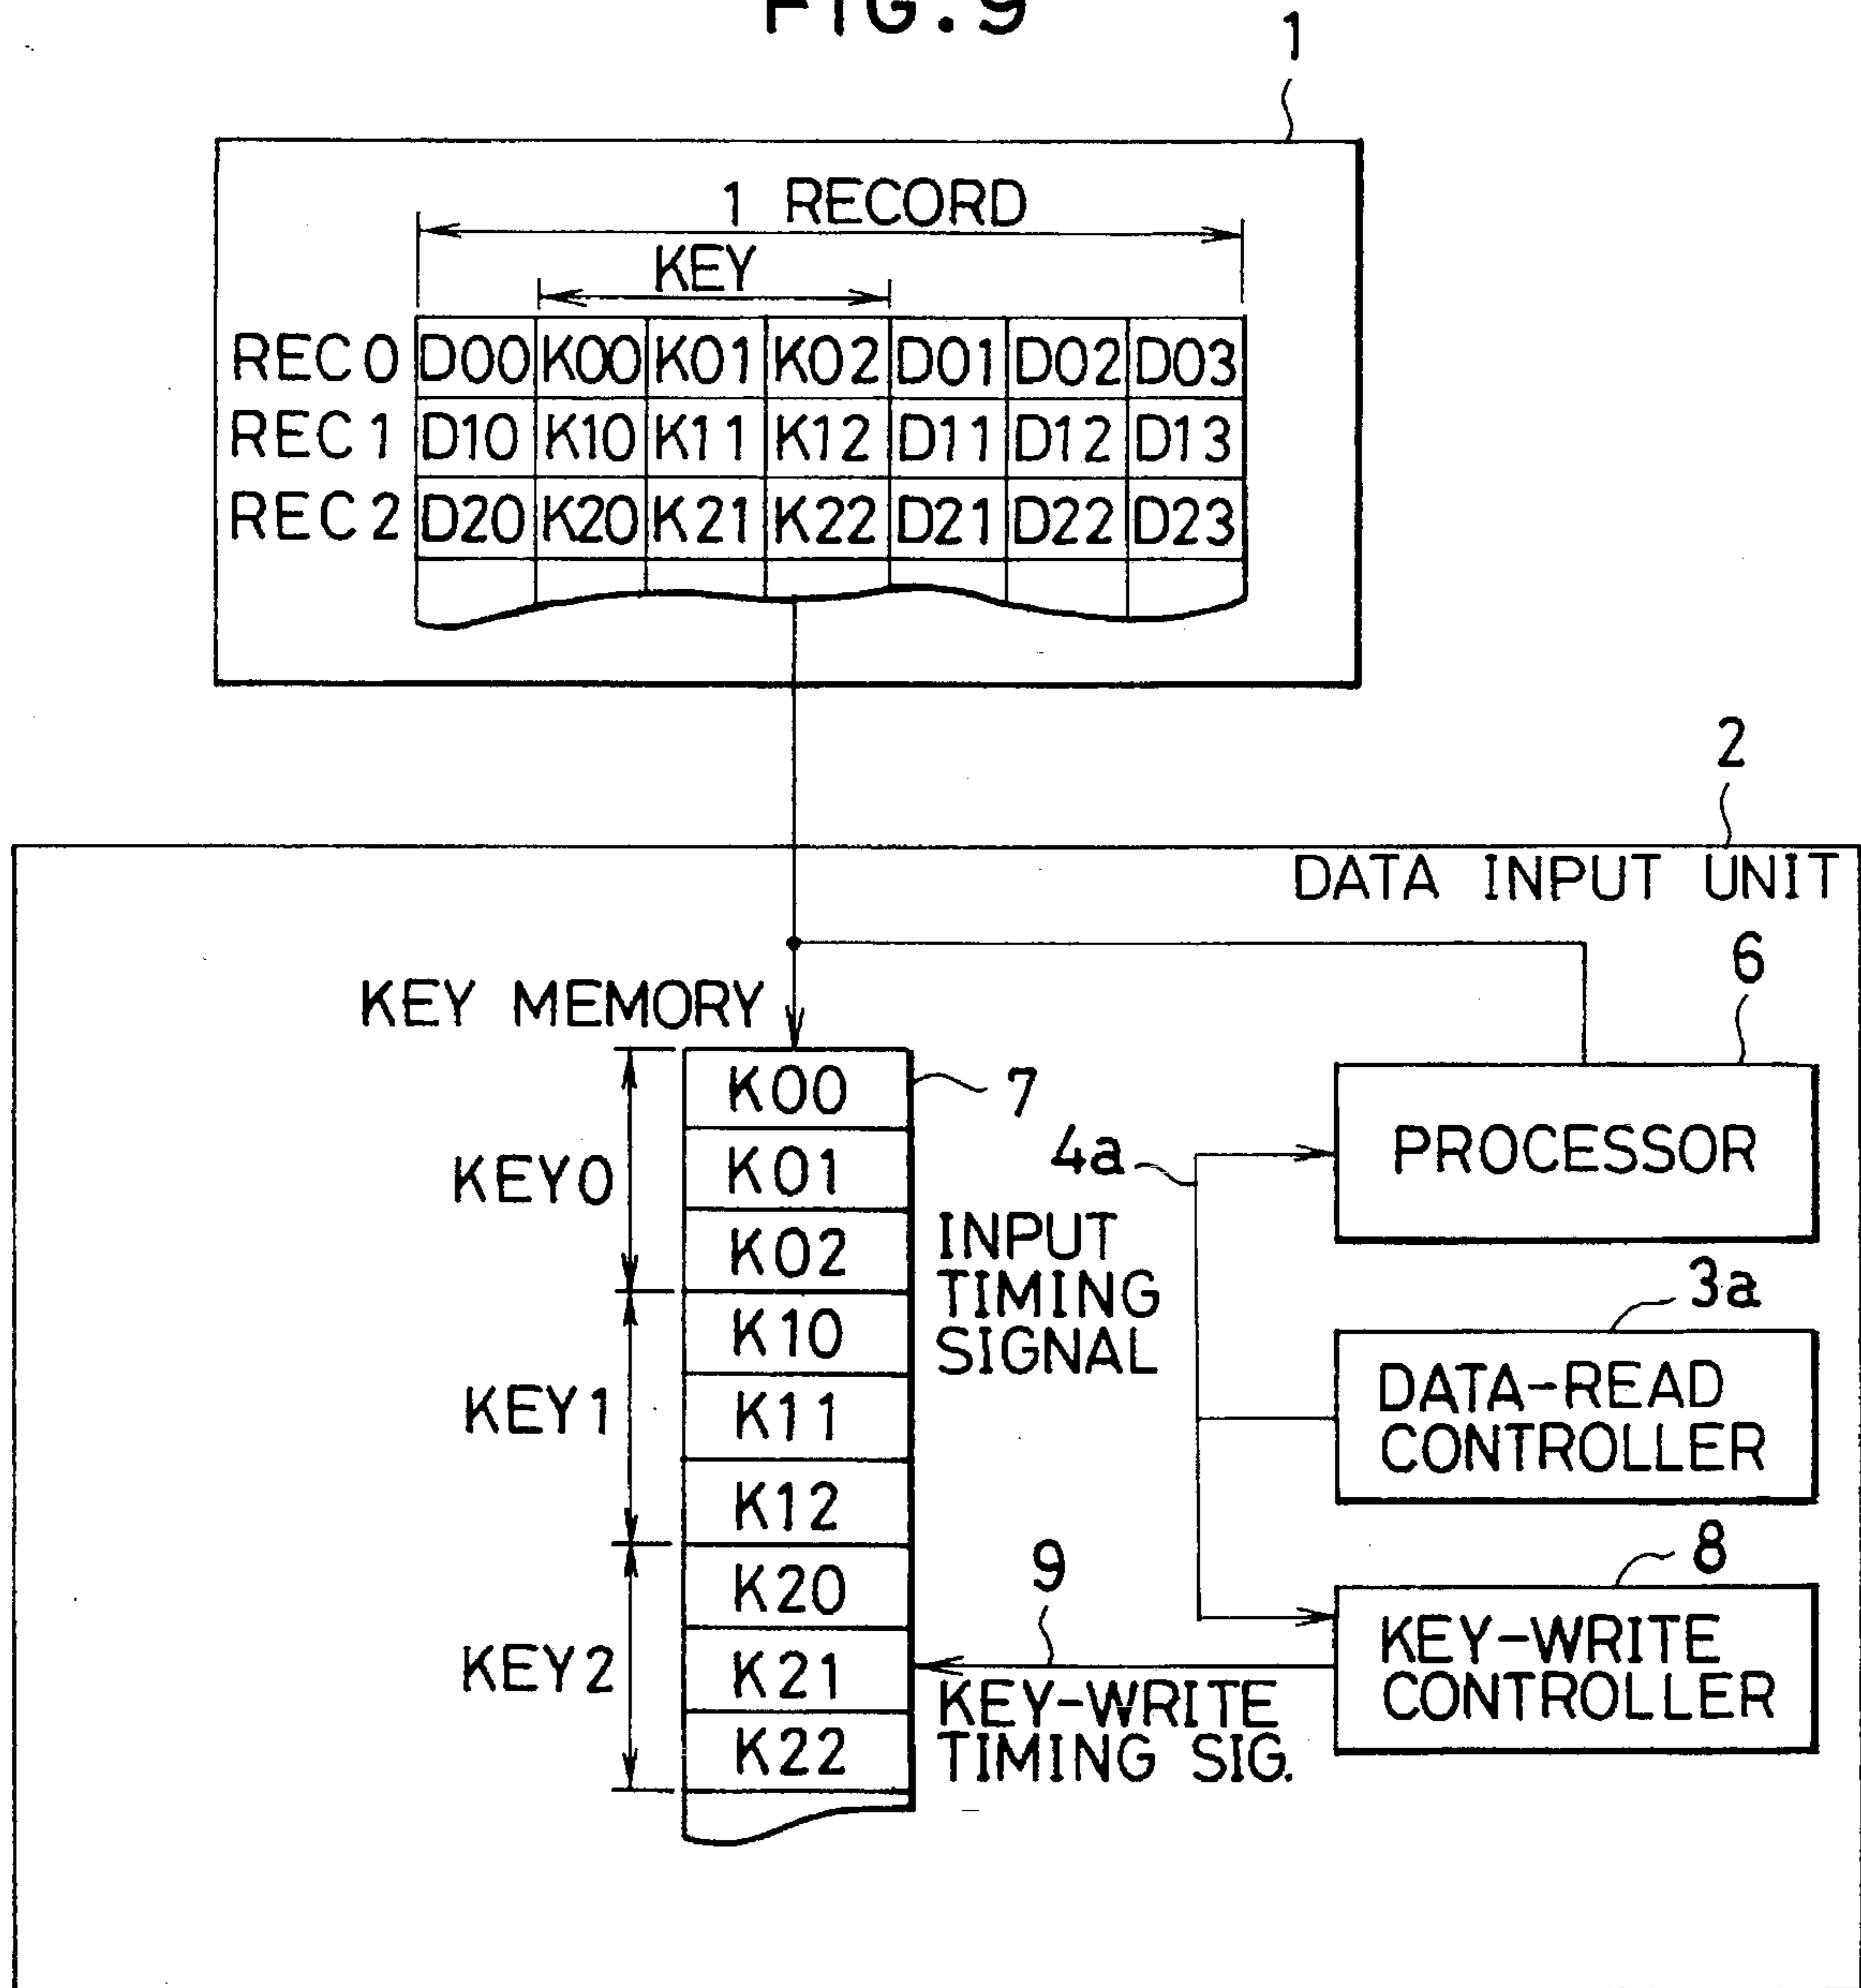 FIG.9
1
1 RECORD
KEY
REC 0 D00 K00 K01 K02 D01 D02 D03
REC 1 D10 K10 K11 K12 D11 D12 D13
REC 2 D20 K20 K21 K22 D21 D22 D23
2
DATA INPUT UNIT
6
KEY MEMORY
K00
7
PROCESSOR
4a
KEY0
K01
K02
INPUT
TIMING
SIGNAL
3a
K10
DATA-READ
CONTROLLER
KEY1
K11
K12
9
8
K20
KEY-WRITE
CONTROLLER
KEY2
K21
KEY-WRITE
TIMING SIG.
K22